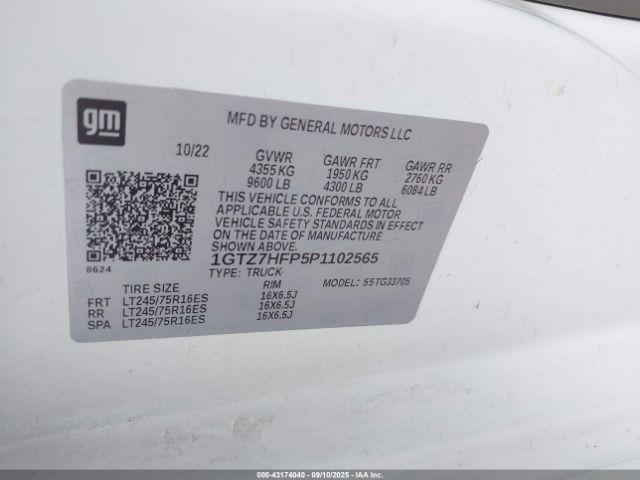 gm
MFD BY GENERAL MOTORS LLC
10/22 GVWR GAWR FRT GAWR RR
4355 KG 1950 KG 2760 KG
9600 LB 4300 LB 6084 LB
THIS VEHICLE CONFORMS TO ALL
APPLICABLE U.S. FEDERAL MOTOR
VEHICLE SAFETY STANDARDS IN EFFECT
ON THE DATE OF MANUFACTURE
SHOWN ABOVE
8624
1GTZ7HFP5P1102565
TYPE: TRUCK MODEL: 55TG33705
TIRE SIZE RIM
FRT LT245/75R16ES 16X6.5J
RR LT245/75R16ES 16X6.5J
SPA LT245/75R16ES 16X6.5J
000-43174040 - 09/10/2025 - IAAI.CA